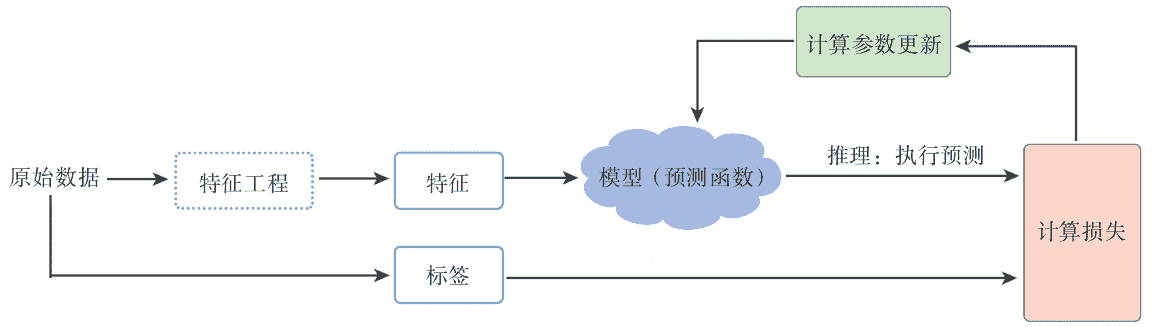 计算参数更新
原始数据
特征工程
特征
模型（预测函数）
推理：执行预测
计算损失
标签